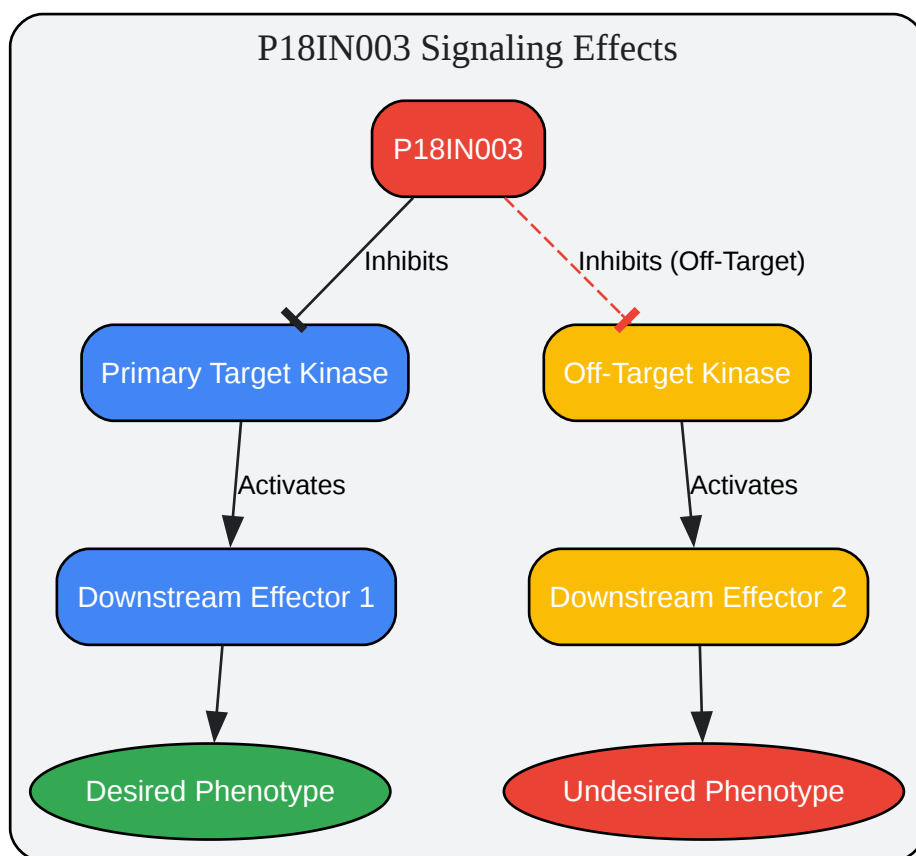 P18IN003 Signaling Effects
P18IN003
Inhibits
Inhibits (Off-Target)
Primary Target Kinase
Off-Target Kinase
Activates
Activates
Downstream Effector 1
Downstream Effector 2
Desired Phenotype
Undesired Phenotype